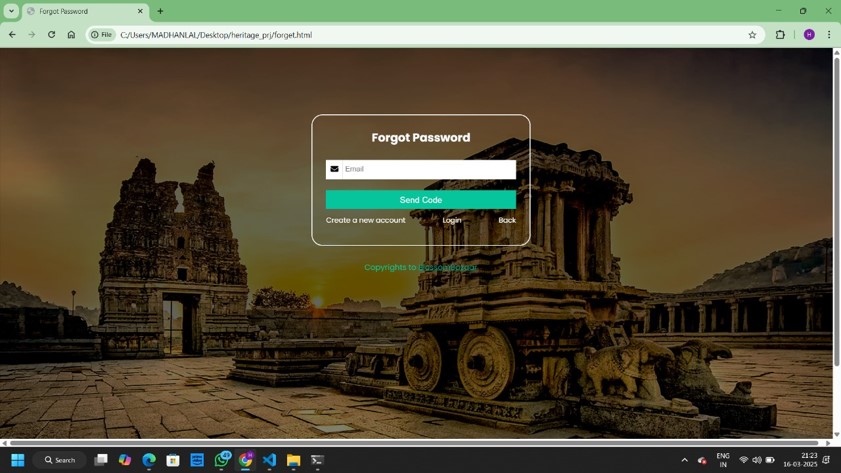 Forgot Password
File C:/Users/MADHANLAL/Desktop/heritage_prj/forget.html H
Forgot Password
Email
Send Code
Create a new account Login Back
Copyrights to
Search
ENG
IN
21:23
16-03-2025